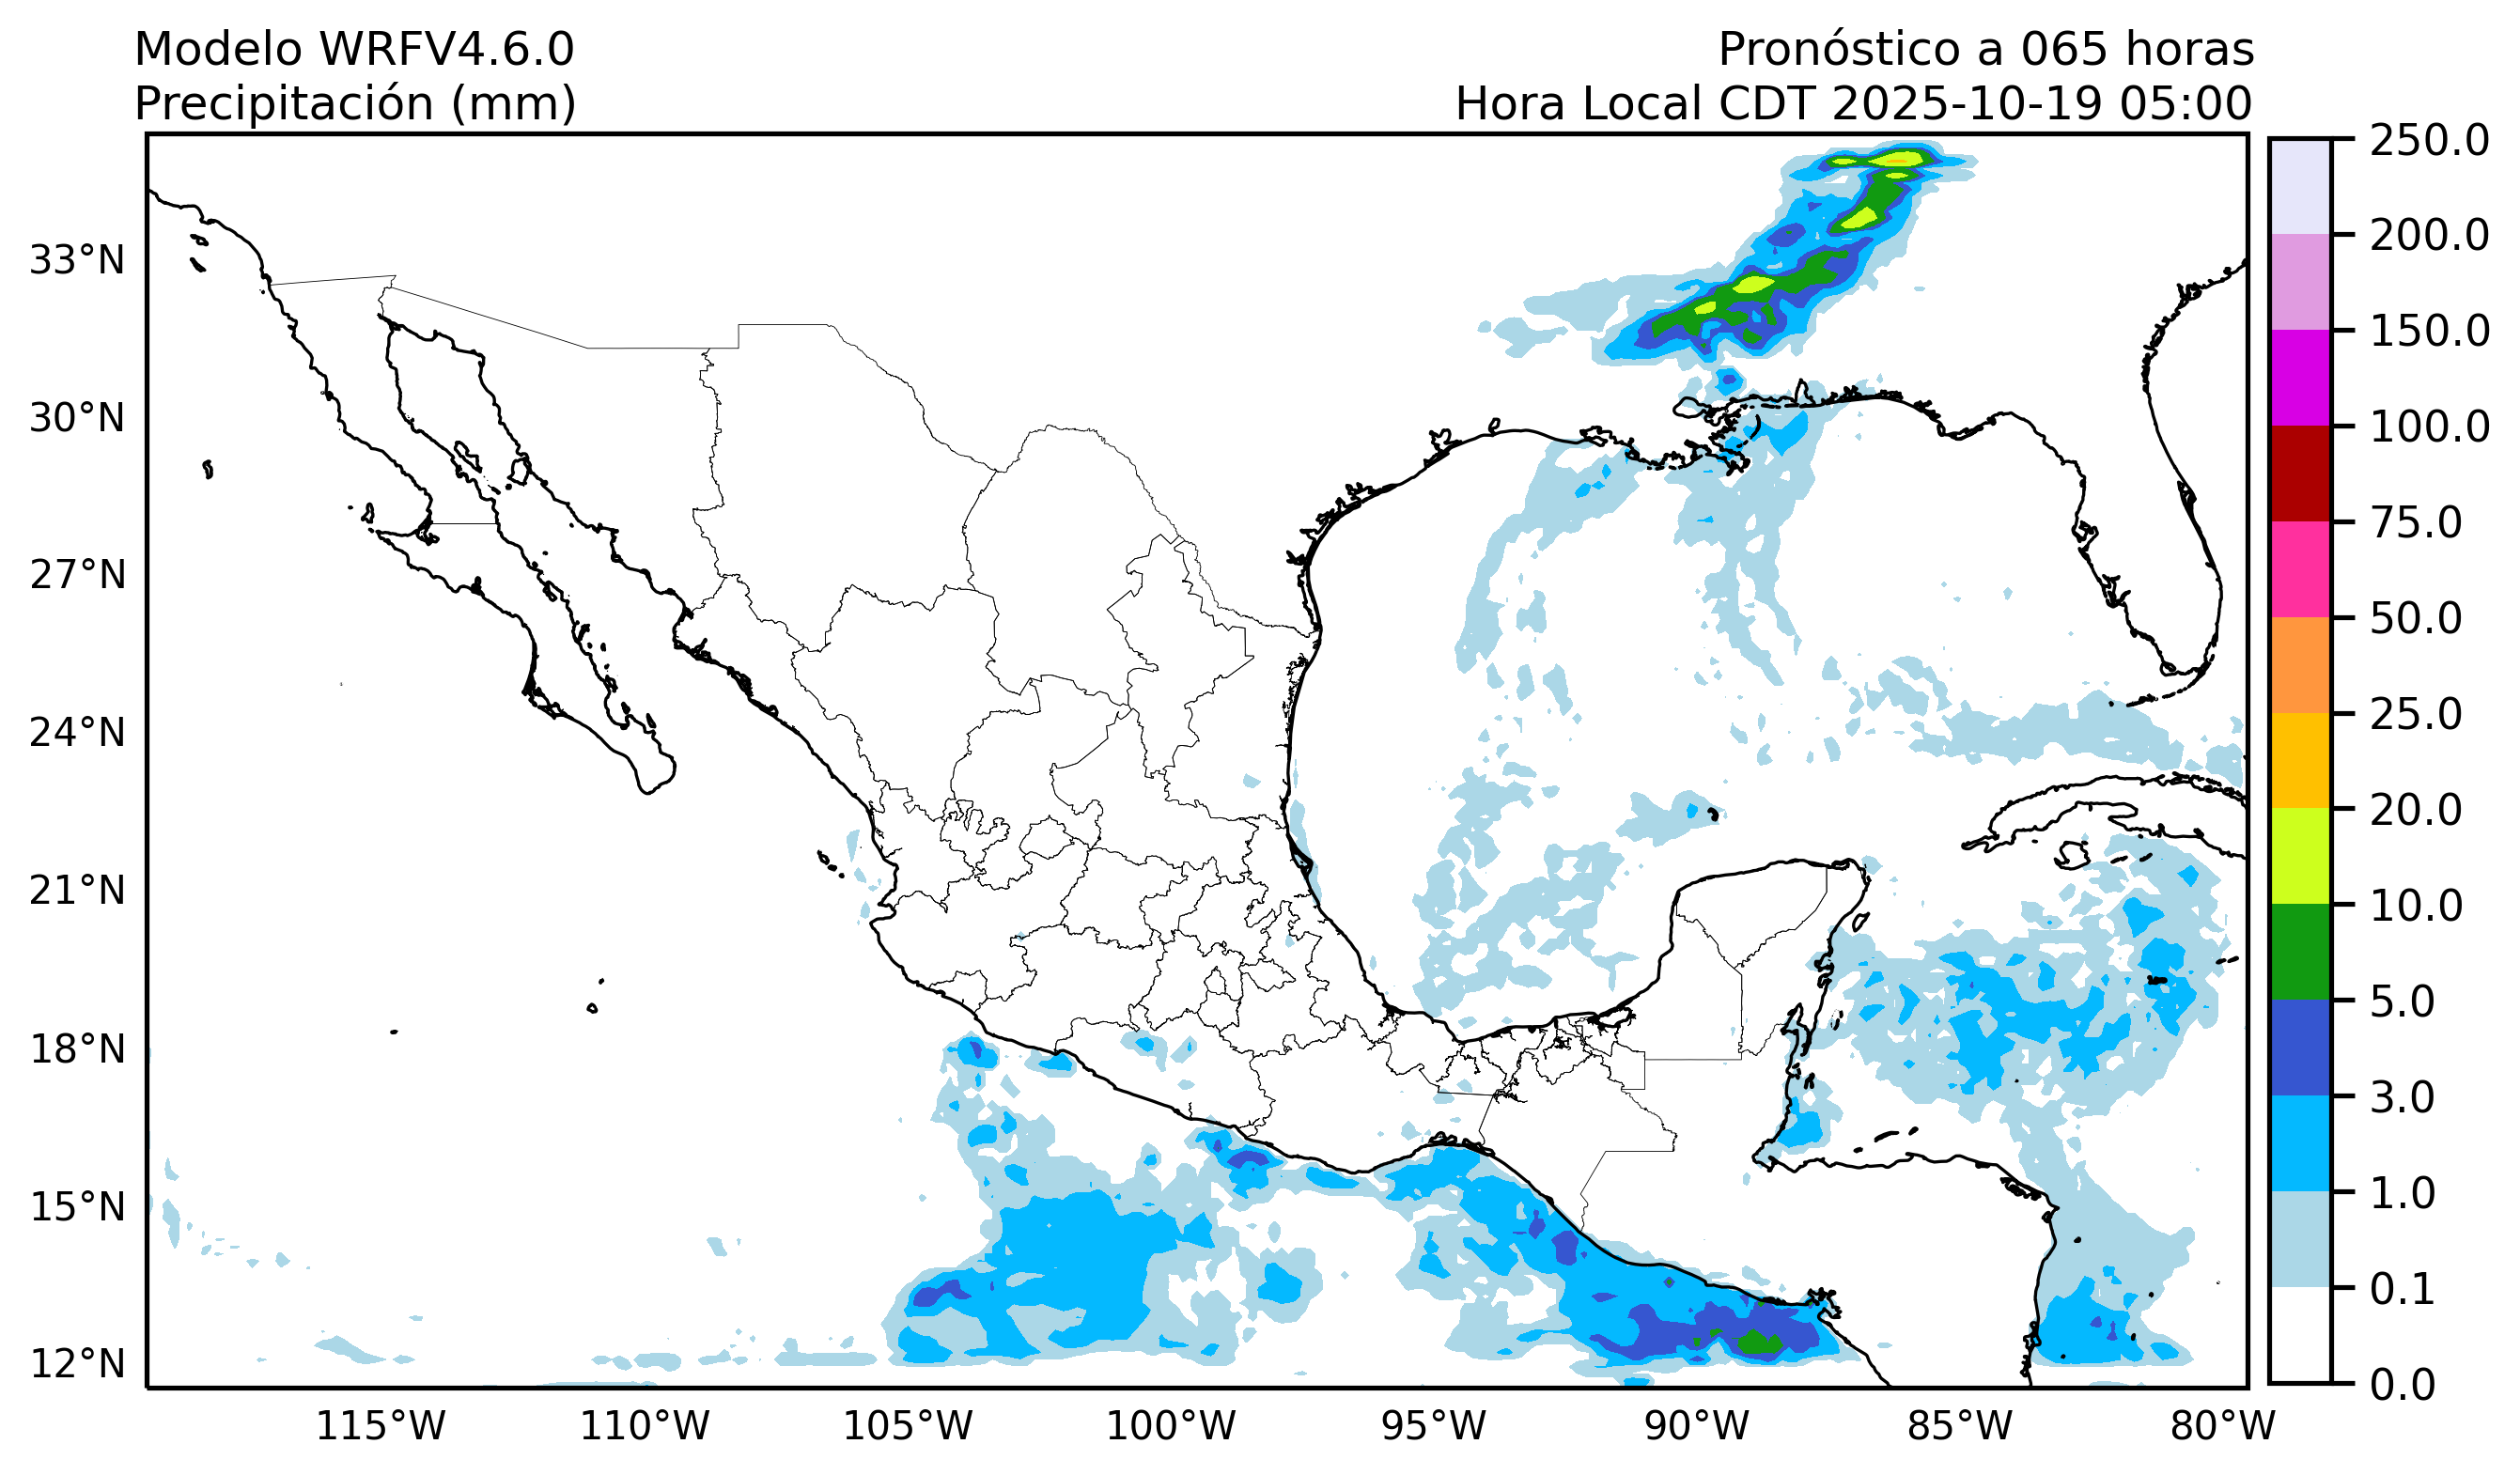 Modelo WRFV4.6.0
Precipitación (mm)
Pronóstico a 065 horas
Hora Local CDT 2025-10-19 05:00
33°N
30°N
27°N
24°N
21°N
18°N
15°N
12°N
115°W
110°W
105°W
100°W
95°W
90°W
85°W
80°W
250.0
200.0
150.0
100.0
75.0
50.0
25.0
20.0
10.0
5.0
3.0
1.0
0.1
0.0